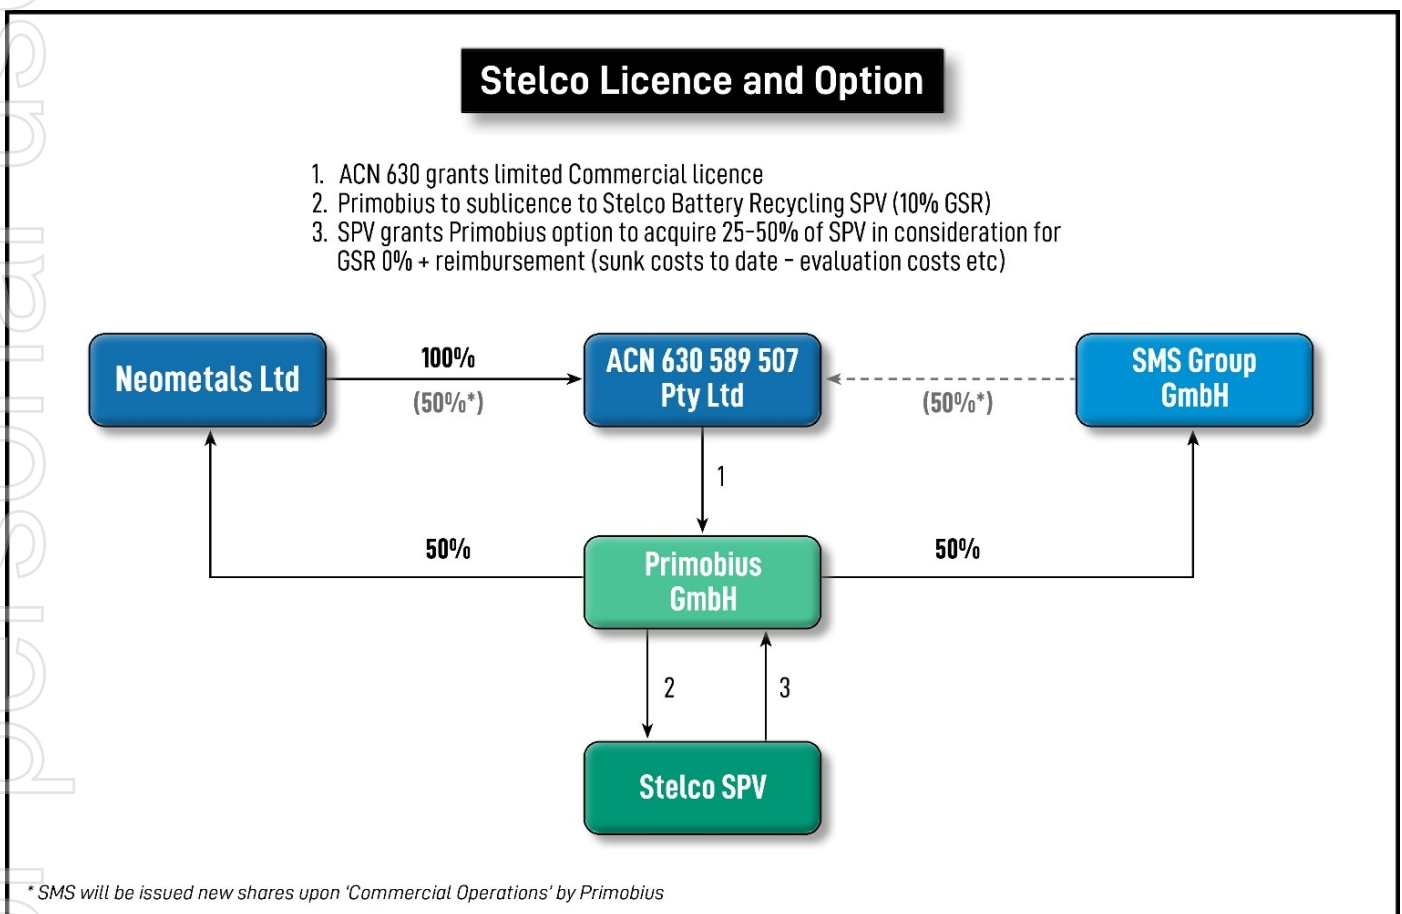 Stelco Licence and Option
1. ACN 630 grants limited Commercial licence
2. Primobius to sublicence to Stelco Battery Recycling SPV (10% GSR)
3. SPV grants Primobius option to acquire 25-50% of SPV in consideration for
GSR 0% + reimbursement (sunk costs to date - evaluation costs etc)
Neometals Ltd
100%
(50%*)
ACN 630 589 507
Pty Ltd
(50%*)
SMS Group
GmbH
1
50%
Primobius
GmbH
50%
2
3
Stelco SPV
* SMS will be issued new shares upon 'Commercial Operations' by Primobius
personal